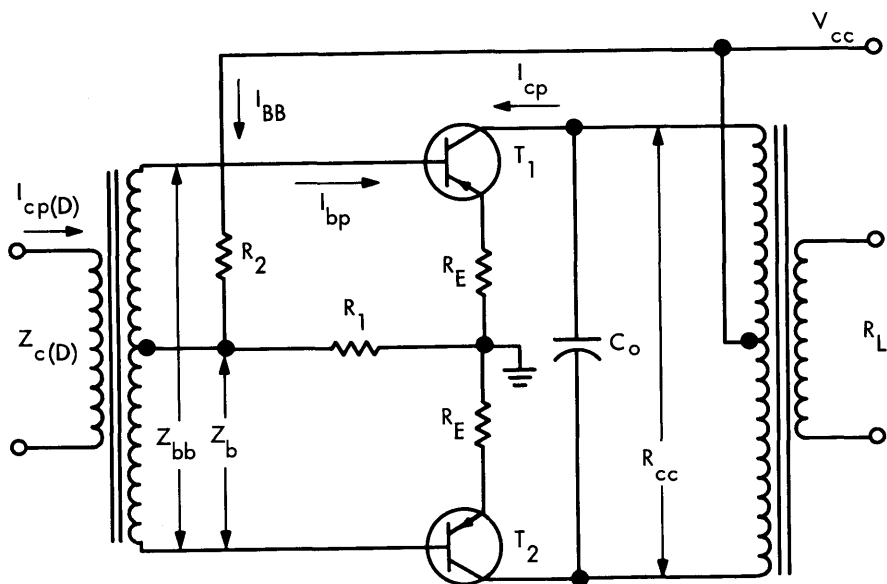 V_cc
I_cp
I_BB
T_1
I_cp(D)
I_bp
R_2
R_E
R_1
Z_c(D)
C_o
R_L
Z_bb
Z_b
R_E
R_cc
T_2